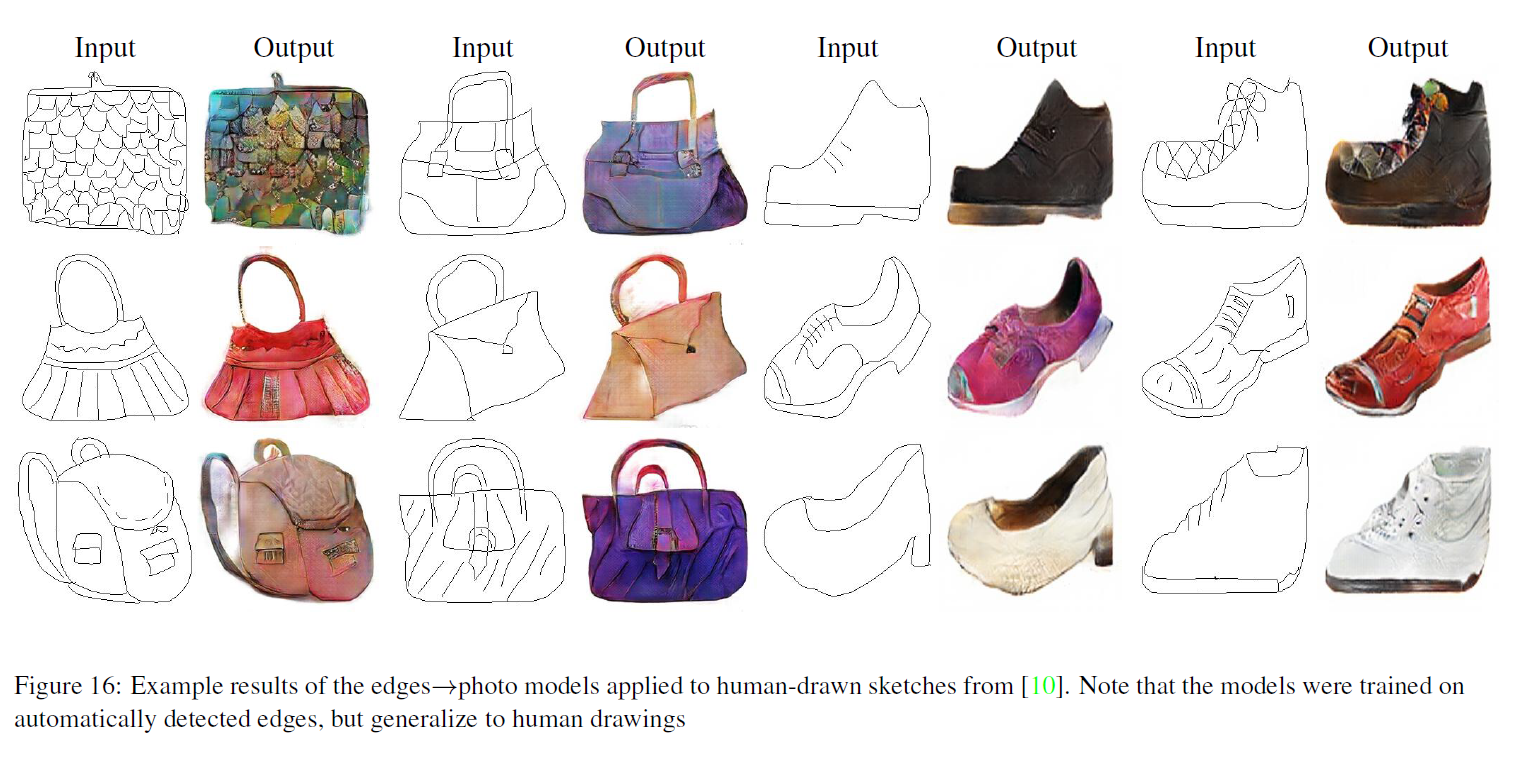 Input Output Input Output Input Output Input Output
Figure 16: Example results of the edges→photo models applied to human-drawn sketches from [10]. Note that the models were trained on
automatically detected edges, but generalize to human drawings